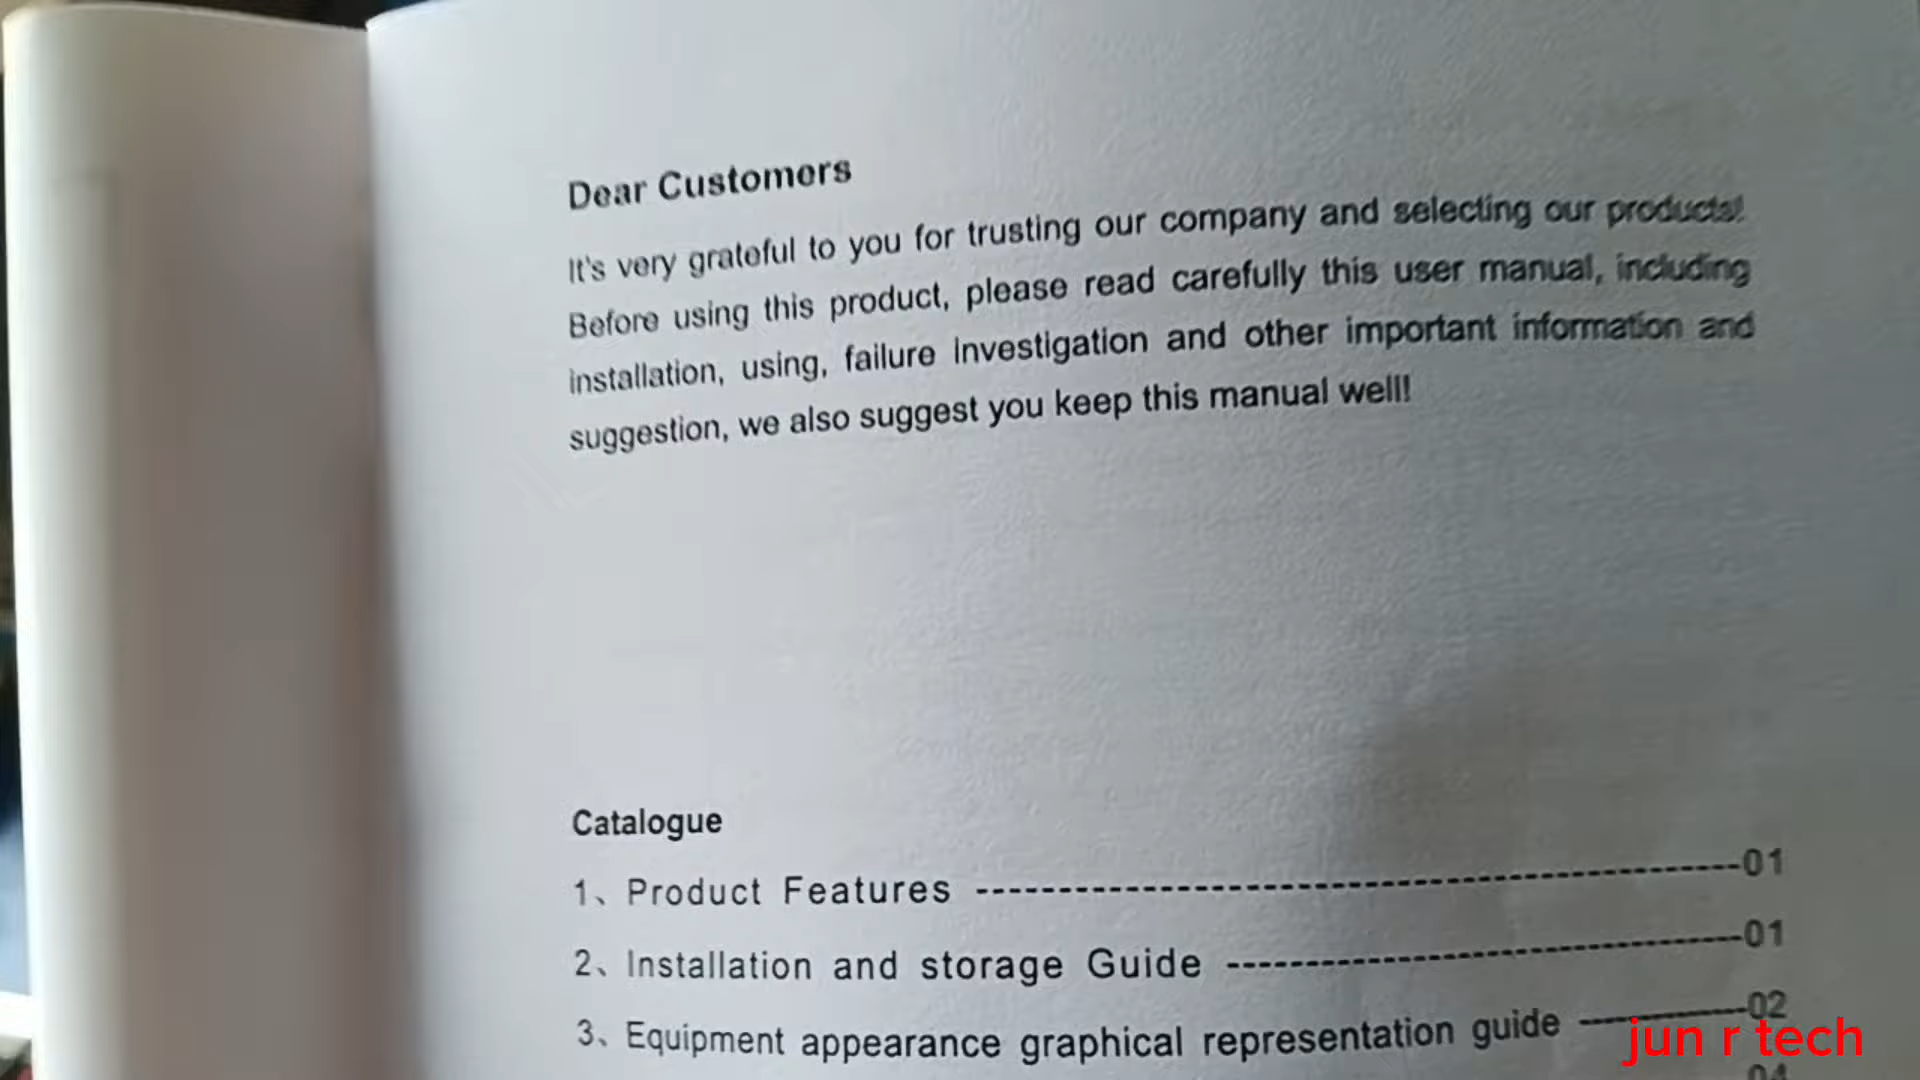 Dear Customers
It's very grateful to you for trusting our company and selecting our products!
Before using this product, please read carefully this user manual, including
installation, using, failure investigation and other important information and
suggestion, we also suggest you keep this manual well!
Catalogue
1、Product Features ------------------------------------------------01
2、Installation and storage Guide --------------------------------01
3、Equipment appearance graphical representation guide ----------02
04
jun r tech